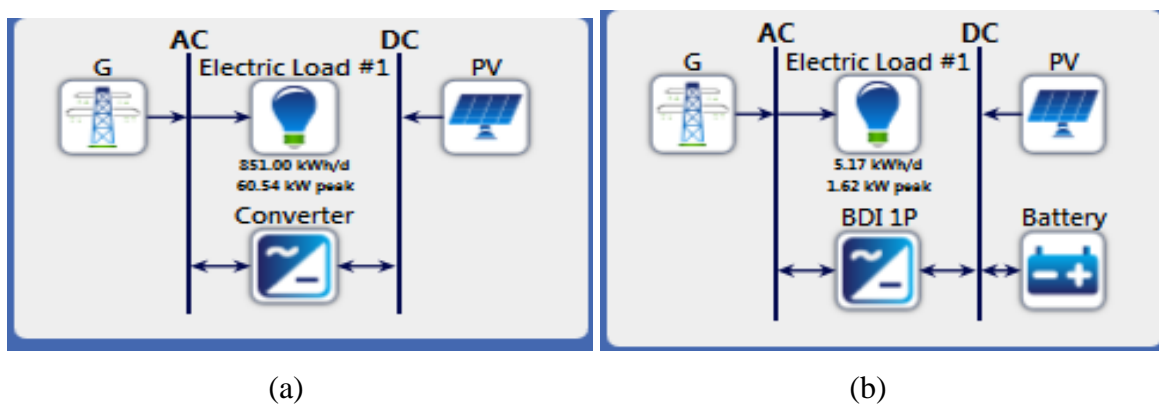 AC DC
G Electric Load #1 PV
851.00 kWh/d
60.54 kW peak
Converter
(a)
AC DC
G Electric Load #1 PV
5.17 kWh/d
1.62 kW peak
BDI 1P Battery
(b)